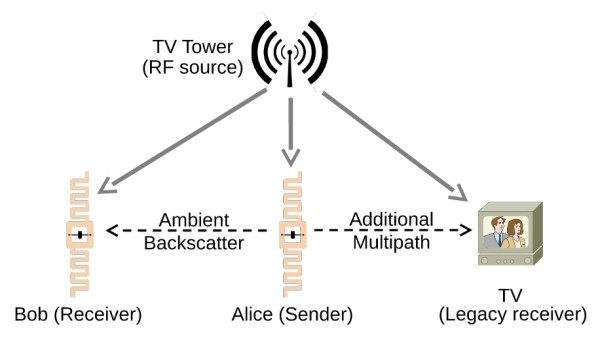 TV Tower
(RF source)
Ambient
Backscatter
Additional
Multipath
Bob (Receiver)
Alice (Sender)
TV
(Legacy receiver)